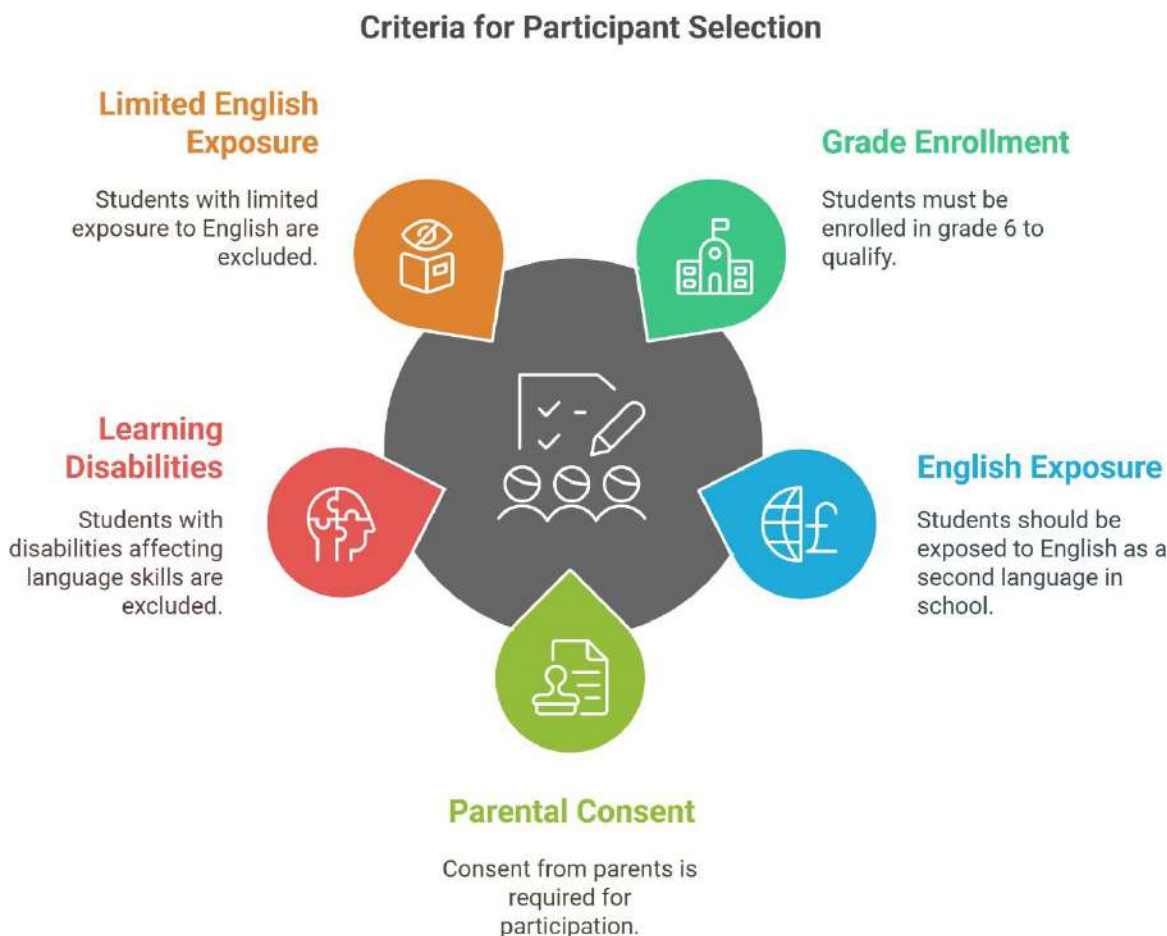 Criteria for Participant Selection
Limited English
Exposure
Students with limited
exposure to English are
excluded.
Grade Enrollment
Students must be
enrolled in grade 6 to
qualify.
Learning
Disabilities
Students with
disabilities affecting
language skills are
excluded.
English Exposure
Students should be
exposed to English as a
second language in
school.
Parental Consent
Consent from parents is
required for
participation.